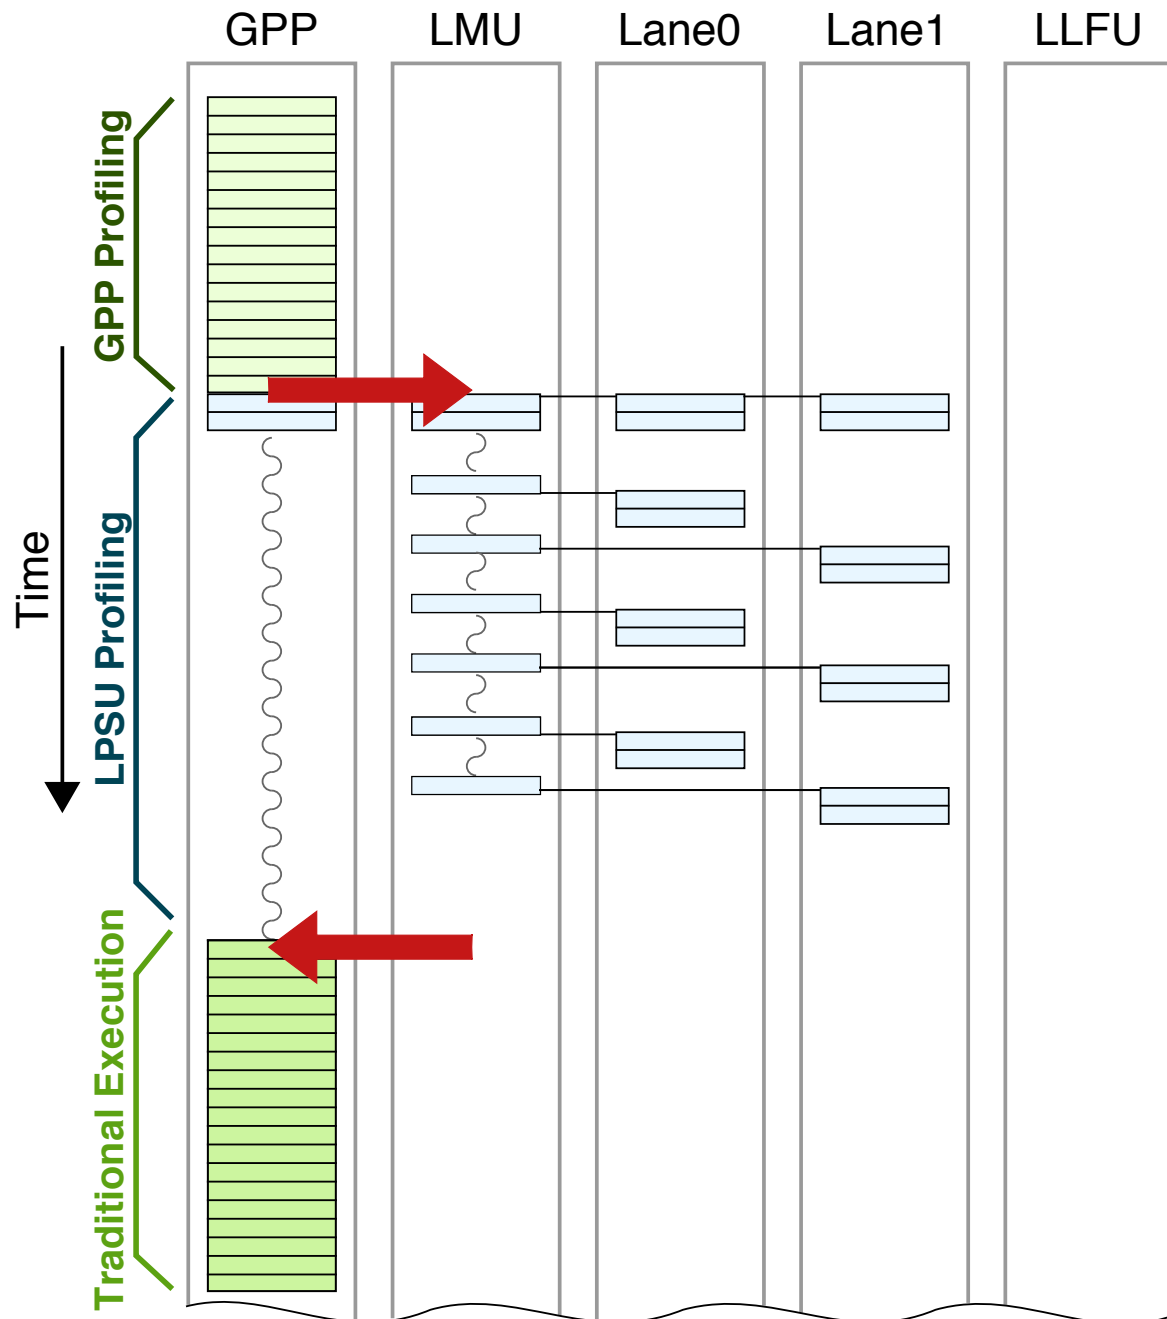 GPP
LMU
Lane0
Lane1
LLFU
GPP Profiling
Time
LPSU Profiling
Traditional Execution